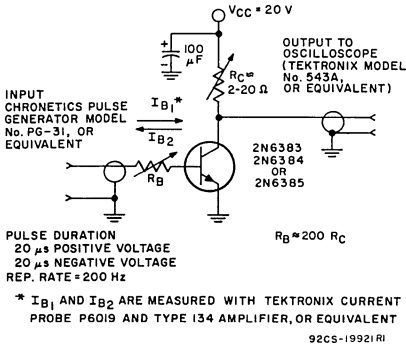 VCC = 20 V
+
100
μF
-
RC≈
2-20 Ω
OUTPUT TO
OSCILLOSCOPE
(TEKTRONIX MODEL
No. 543A,
OR EQUIVALENT)
INPUT
CHRONETICS PULSE
GENERATOR MODEL
No. PG-31, OR
EQUIVALENT
IB1*
IB2
RB
2N6383
2N6384
OR
2N6385
PULSE DURATION
20 μs POSITIVE VOLTAGE
20 μs NEGATIVE VOLTAGE
REP. RATE = 200 Hz
RB≈200 RC
* IB1 AND IB2 ARE MEASURED WITH TEKTRONIX CURRENT
PROBE P6019 AND TYPE 134 AMPLIFIER, OR EQUIVALENT
92CS-19921R1